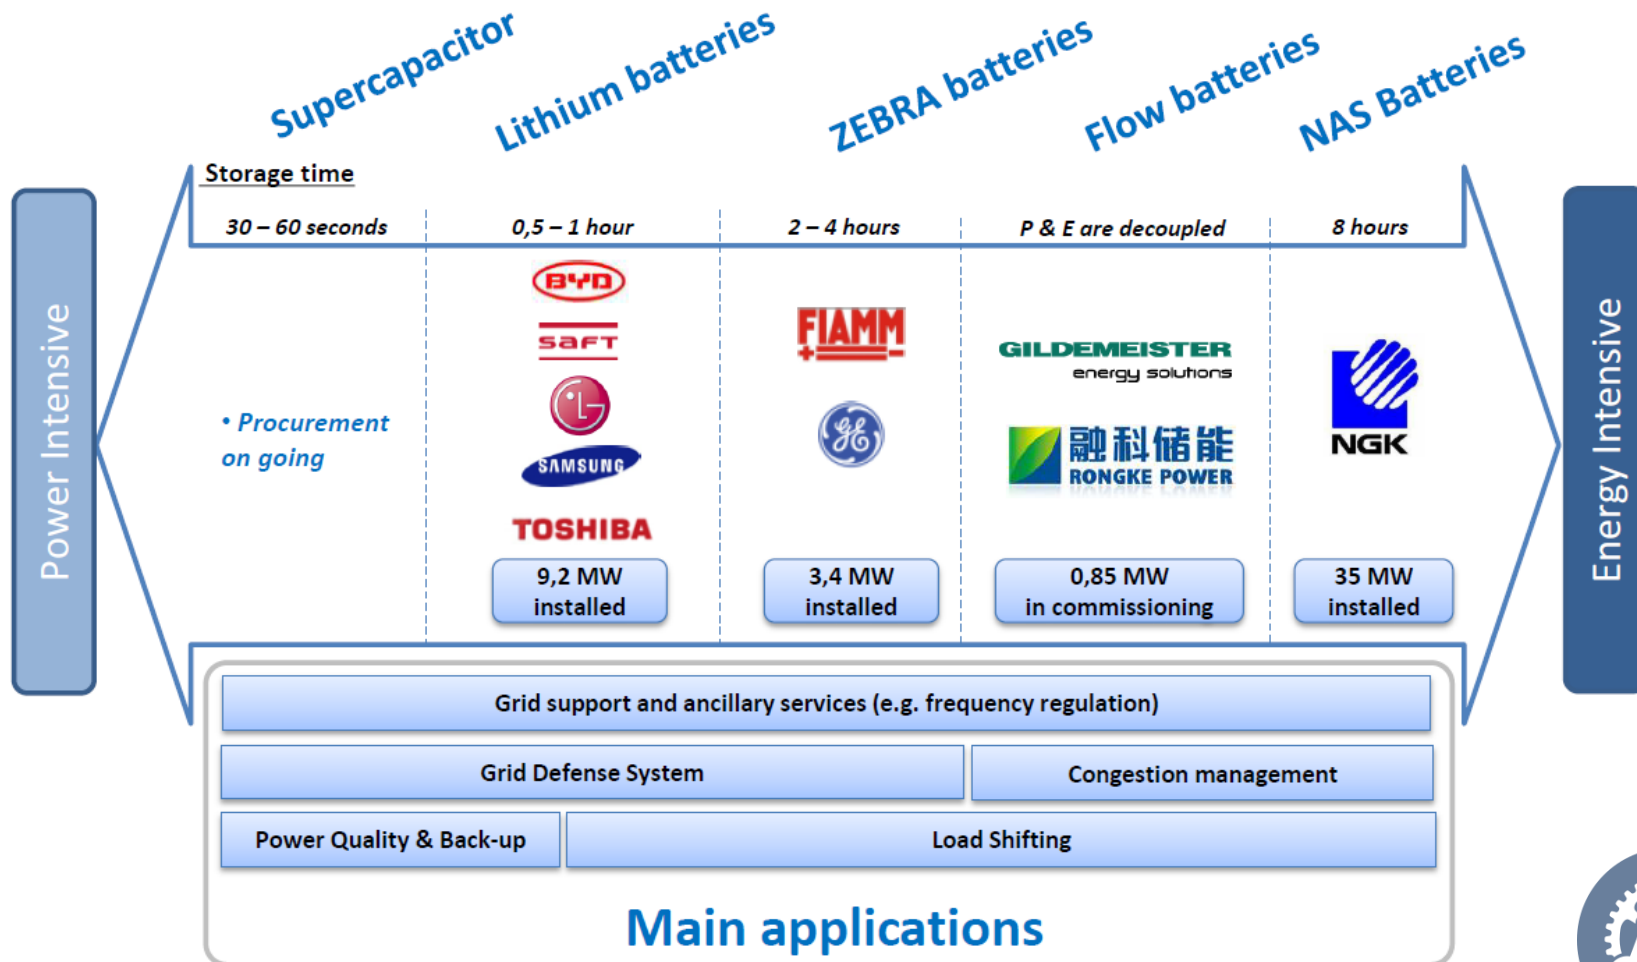 Supercapacitor
Lithium batteries
ZEBRA batteries
Flow batteries
NAS Batteries
Storage time
30 – 60 seconds
0,5 – 1 hour
2 – 4 hours
P & E are decoupled
8 hours
Power Intensive
• Procurement
on going
BYD
SAFT
LG
SAMSUNG
TOSHIBA
9,2 MW
installed
FIAMM
+ −
GE
3,4 MW
installed
GILDEMEISTER
energy solutions
融科储能
RONGKE POWER
0,85 MW
in commissioning
NGK
35 MW
installed
Energy Intensive
Grid support and ancillary services (e.g. frequency regulation)
Grid Defense System
Congestion management
Power Quality & Back-up
Load Shifting
Main applications